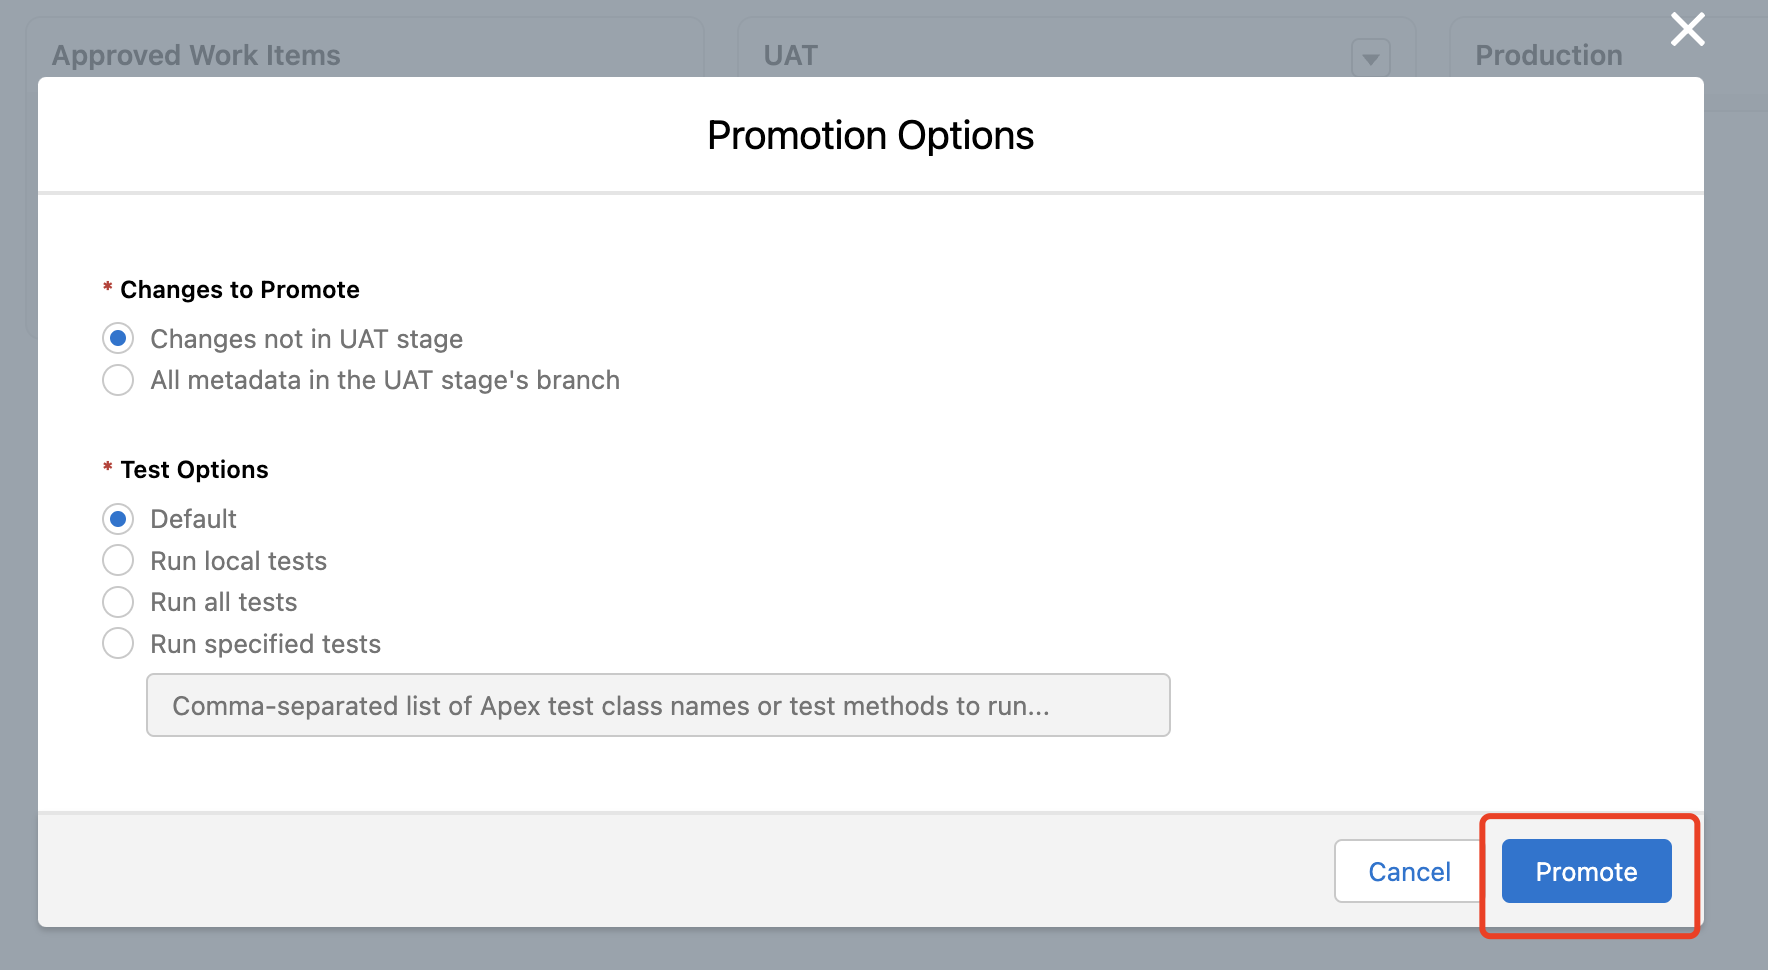 Approved Work Items
UAT
Production
Promotion Options
* Changes to Promote
Changes not in UAT stage
All metadata in the UAT stage's branch
* Test Options
Default
Run local tests
Run all tests
Run specified tests
Comma-separated list of Apex test class names or test methods to run...
Cancel
Promote